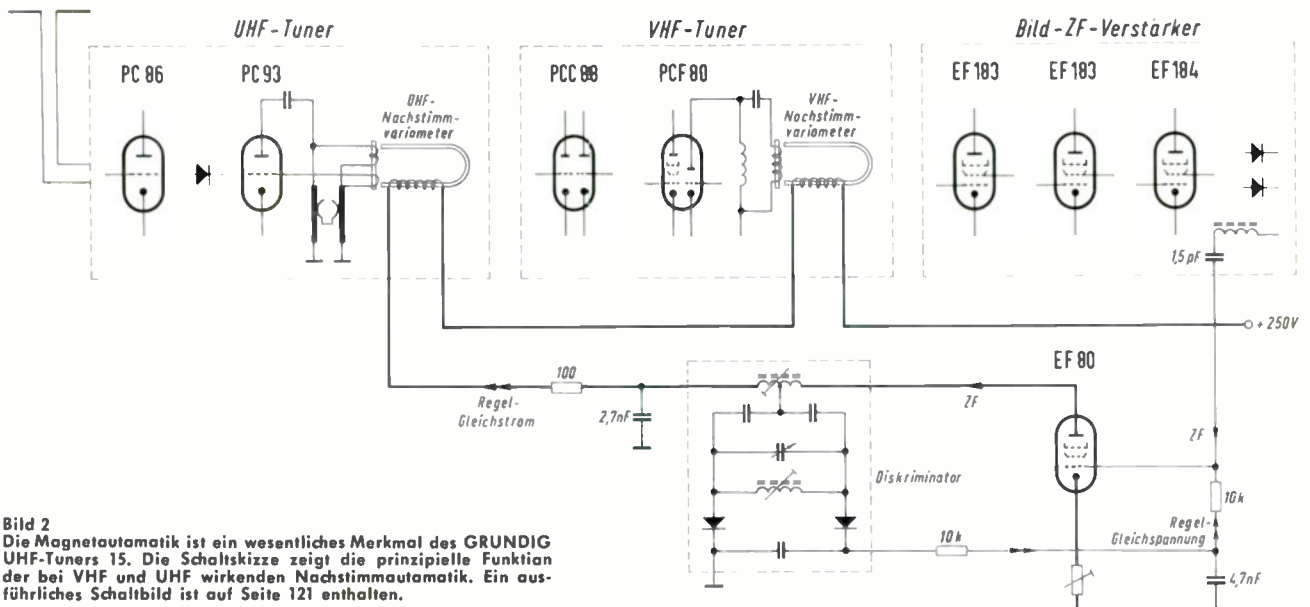 UHF-Tuner
VHF-Tuner
Bild-ZF-Verstärker
PC 86
PC 93
PCC 88
PCF 80
EF 183
EF 183
EF 184
UHF-
Nachstimm-
variometer
VHF-
Nachstimm-
variometer
1,5 pF
+ 250V
EF 80
100
Regel-
Gleichstrom
2,7nF
ZF
ZF
Diskriminator
10k
10k
Regel-
Gleichspannung
4,7nF
Bild 2
Die Magnetautamatik ist ein wesentliches Merkmal des GRUNDIG
UHF-Tuners 15. Die Schaltskizze zeigt die prinzipielle Funktion
der bei VHF und UHF wirkenden Nachstimmautamatik. Ein aus-
führliches Schaltbild ist auf Seite 121 enthalten.